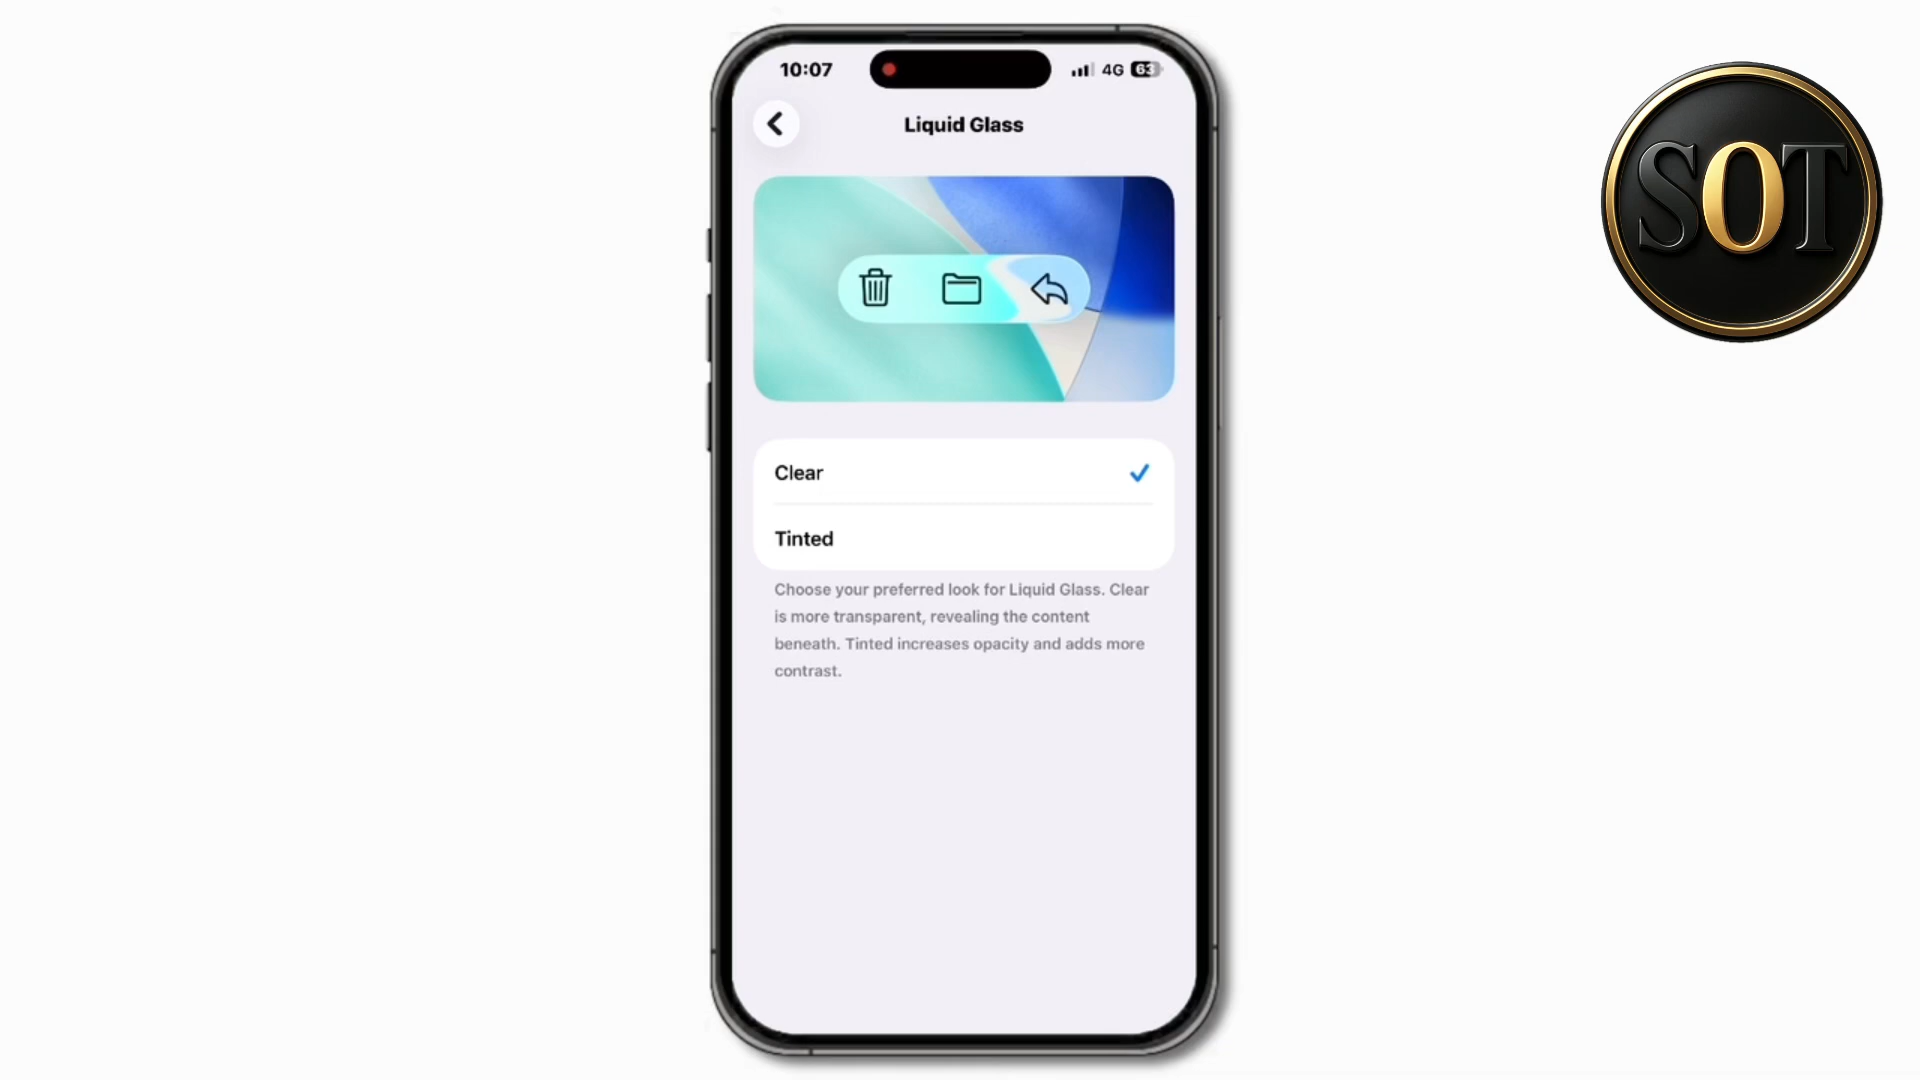 10:07
4G 63
Liquid Glass
SOT
Clear
Tinted
Choose your preferred look for Liquid Glass. Clear
is more transparent, revealing the content
beneath. Tinted increases opacity and adds more
contrast.